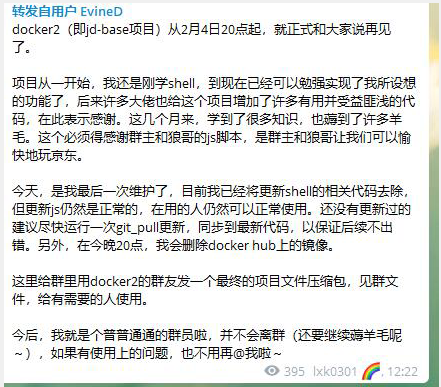 转发自用户 EvineD
docker2（即jd-base项目）从2月4日20点起，就正式和大家说再见
了。
项目从一开始，我还是刚学shell，到现在已经可以勉强实现了我所设想
的功能了，后来许多大佬也给这个项目增加了许多有用并受益匪浅的代
码，在此表示感谢。这几个月来，学到了很多知识，也薅到了许多羊
毛。这个必须得感谢群主和狼哥的js脚本，是群主和狼哥让我们可以愉
快地玩京东。
今天，是我最后一次维护了，目前我已经将更新shell的相关代码去除，
但更新js仍然是正常的，在用的人仍然可以正常使用。还没有更新过的
建议尽快运行一次git_pull更新，同步到最新代码，以保证后续不出
错。另外，在今晚20点，我会删除docker hub上的镜像。
这里给群里用docker2的群友发一个最终的项目文件压缩包，见群文
件，给有需要的人使用。
今后，我就是个普普通通的群员啦，并不会离群（还要继续薅羊毛呢
～），如果有使用上的问题，也不用再@我啦～
395 lxk0301 🌈, 12:22